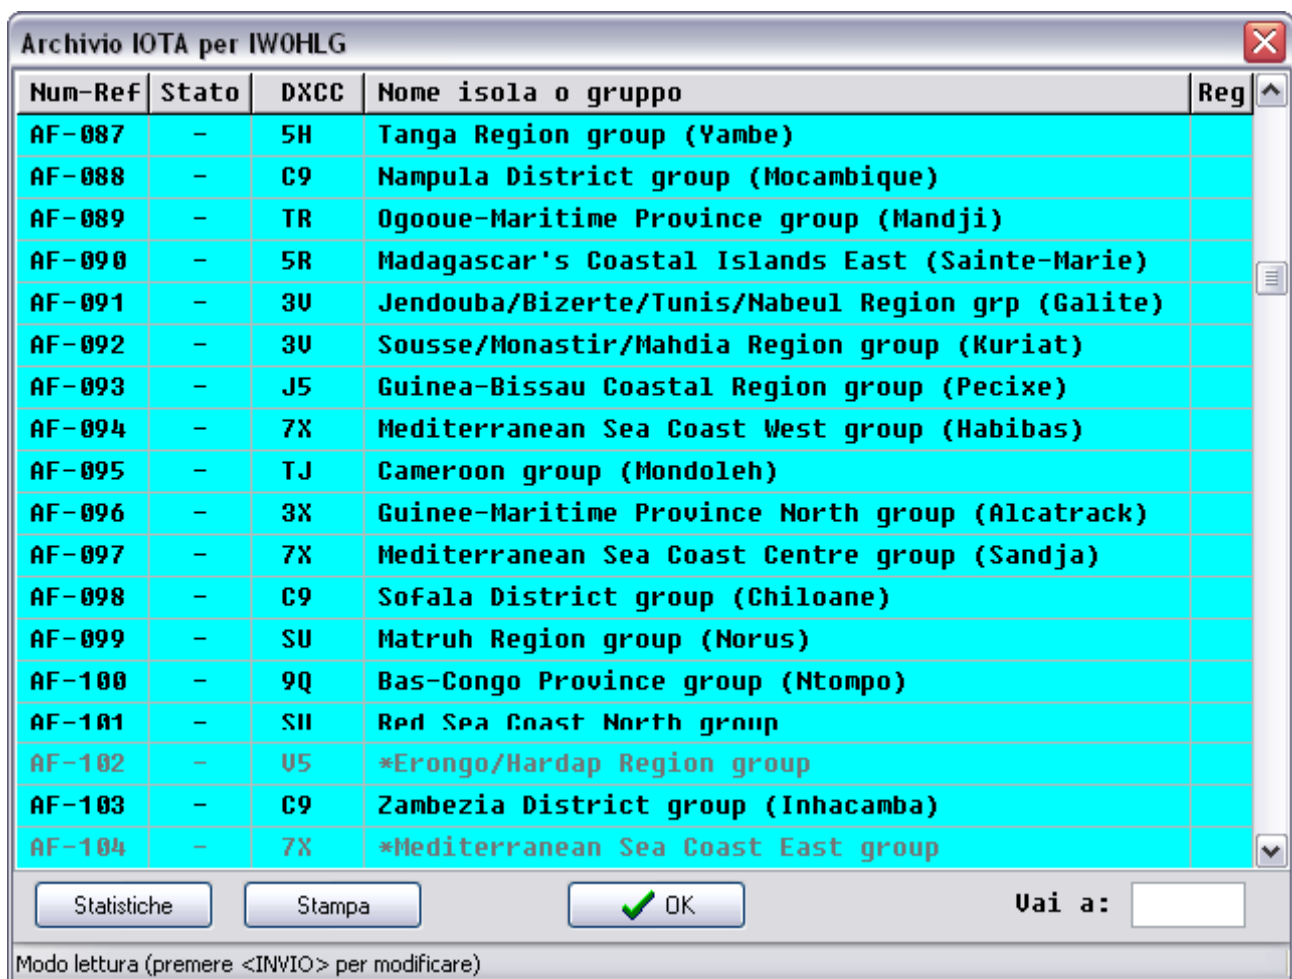 Archivio IOTA per IW0HLG
Num-Ref Stato DXCC Nome isola o gruppo Reg
AF-087 - 5H Tanga Region group (Yambe)
AF-088 - C9 Nampula District group (Mocambique)
AF-089 - TR Ogooue-Maritime Province group (Mandji)
AF-090 - 5R Madagascar's Coastal Islands East (Sainte-Marie)
AF-091 - 3V Jendouba/Bizerte/Tunis/Nabeul Region grp (Galite)
AF-092 - 3V Sousse/Monastir/Mahdia Region group (Kuriat)
AF-093 - J5 Guinea-Bissau Coastal Region group (Pecixe)
AF-094 - 7X Mediterranean Sea Coast West group (Habibas)
AF-095 - TJ Cameroon group (Mondoleh)
AF-096 - 3X Guinee-Maritime Province North group (Alcatrack)
AF-097 - 7X Mediterranean Sea Coast Centre group (Sandja)
AF-098 - C9 Sofala District group (Chiloane)
AF-099 - SU Matruh Region group (Norus)
AF-100 - 9Q Bas-Congo Province group (Ntompo)
AF-101 - SU Red Sea Coast North group
AF-102 - V5 *Erongo/Hardap Region group
AF-103 - C9 Zambezia District group (Inhacamba)
AF-104 - 7X *Mediterranean Sea Coast East group
Statistiche Stampa OK Vai a:
Modo lettura (premere <INVIO> per modificare)